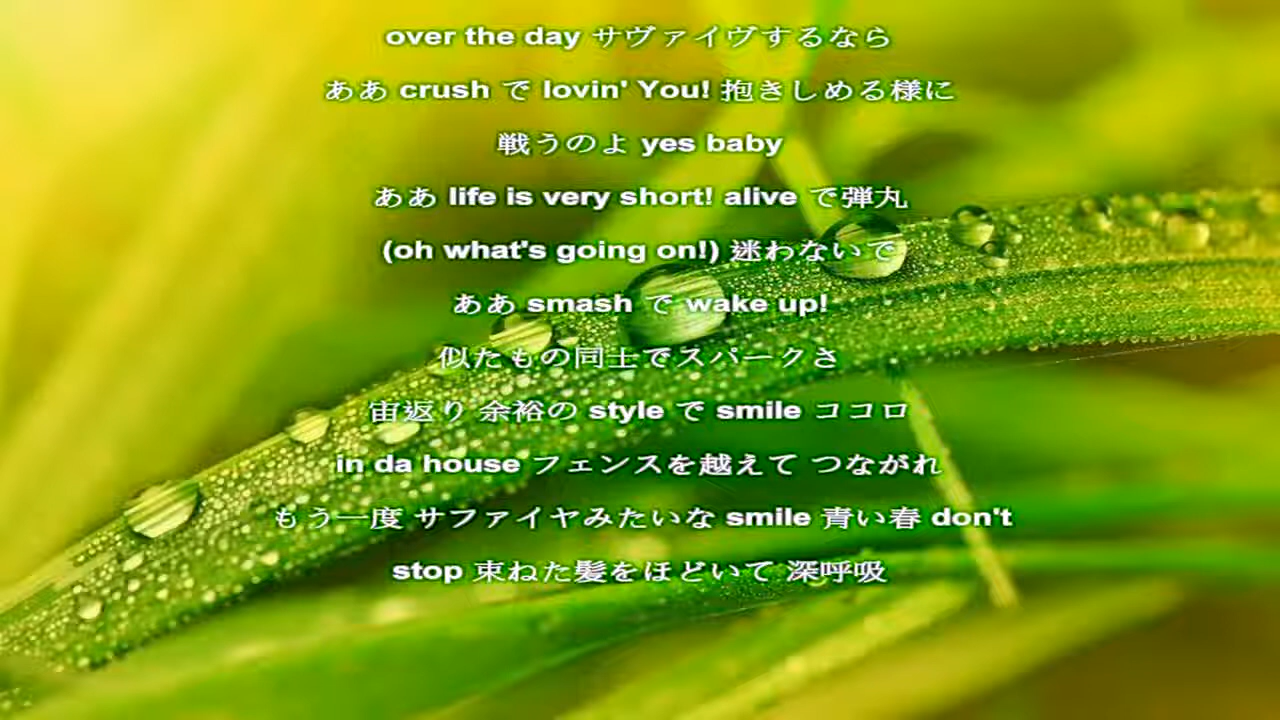 over the day サヴァイヴするなら
ああ crush で lovin' You! 抱きしめる様に
戦うのよ yes baby
ああ life is very short! alive で弾丸
(oh what's going on!) 迷わないで
ああ smash で wake up!
似たもの同士でスパークさ
宙返り 余裕の style で smile ココロ
in da house フェンスを越えて つながれ
もう一度 サファイヤみたいな smile 青い春 don't
stop 束ねた髪をほどいて 深呼吸